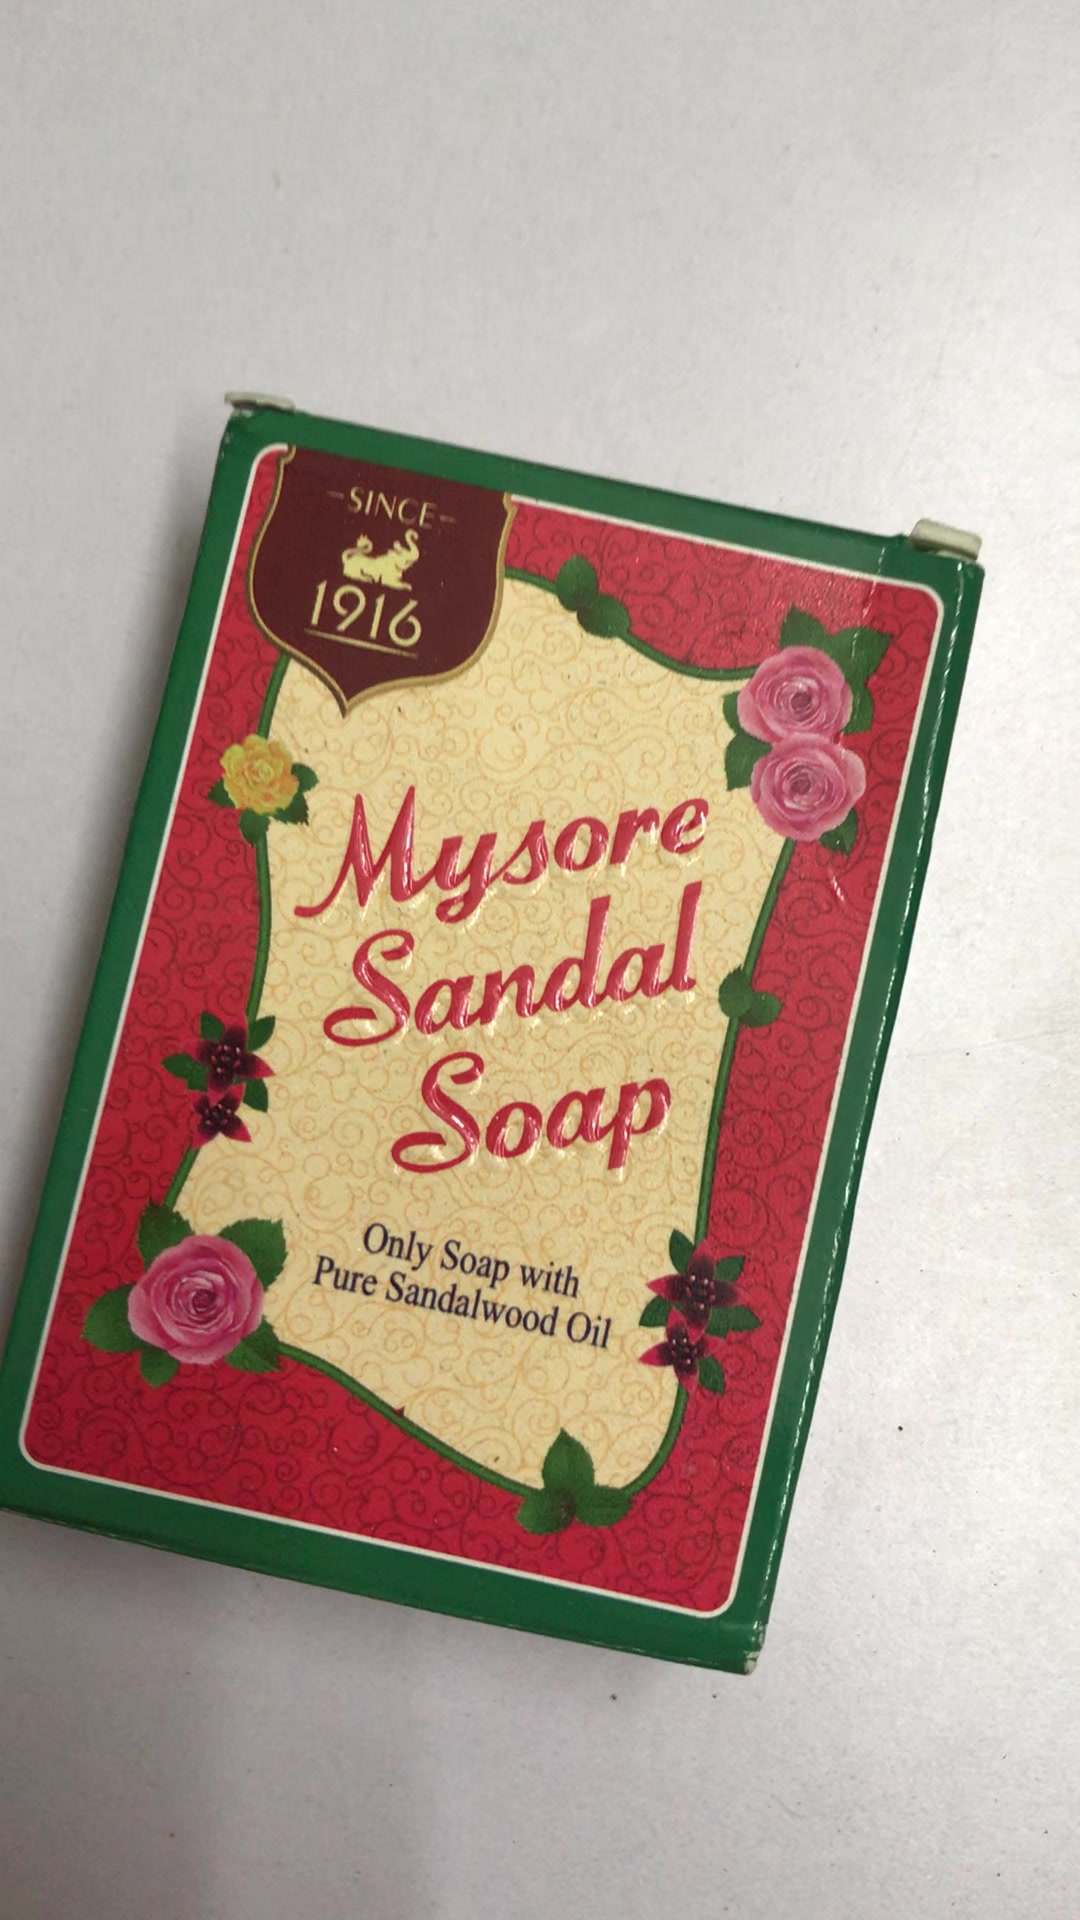 -SINCE-
1916
Mysore
Sandal
Soap
Only Soap with
Pure Sandalwood Oil